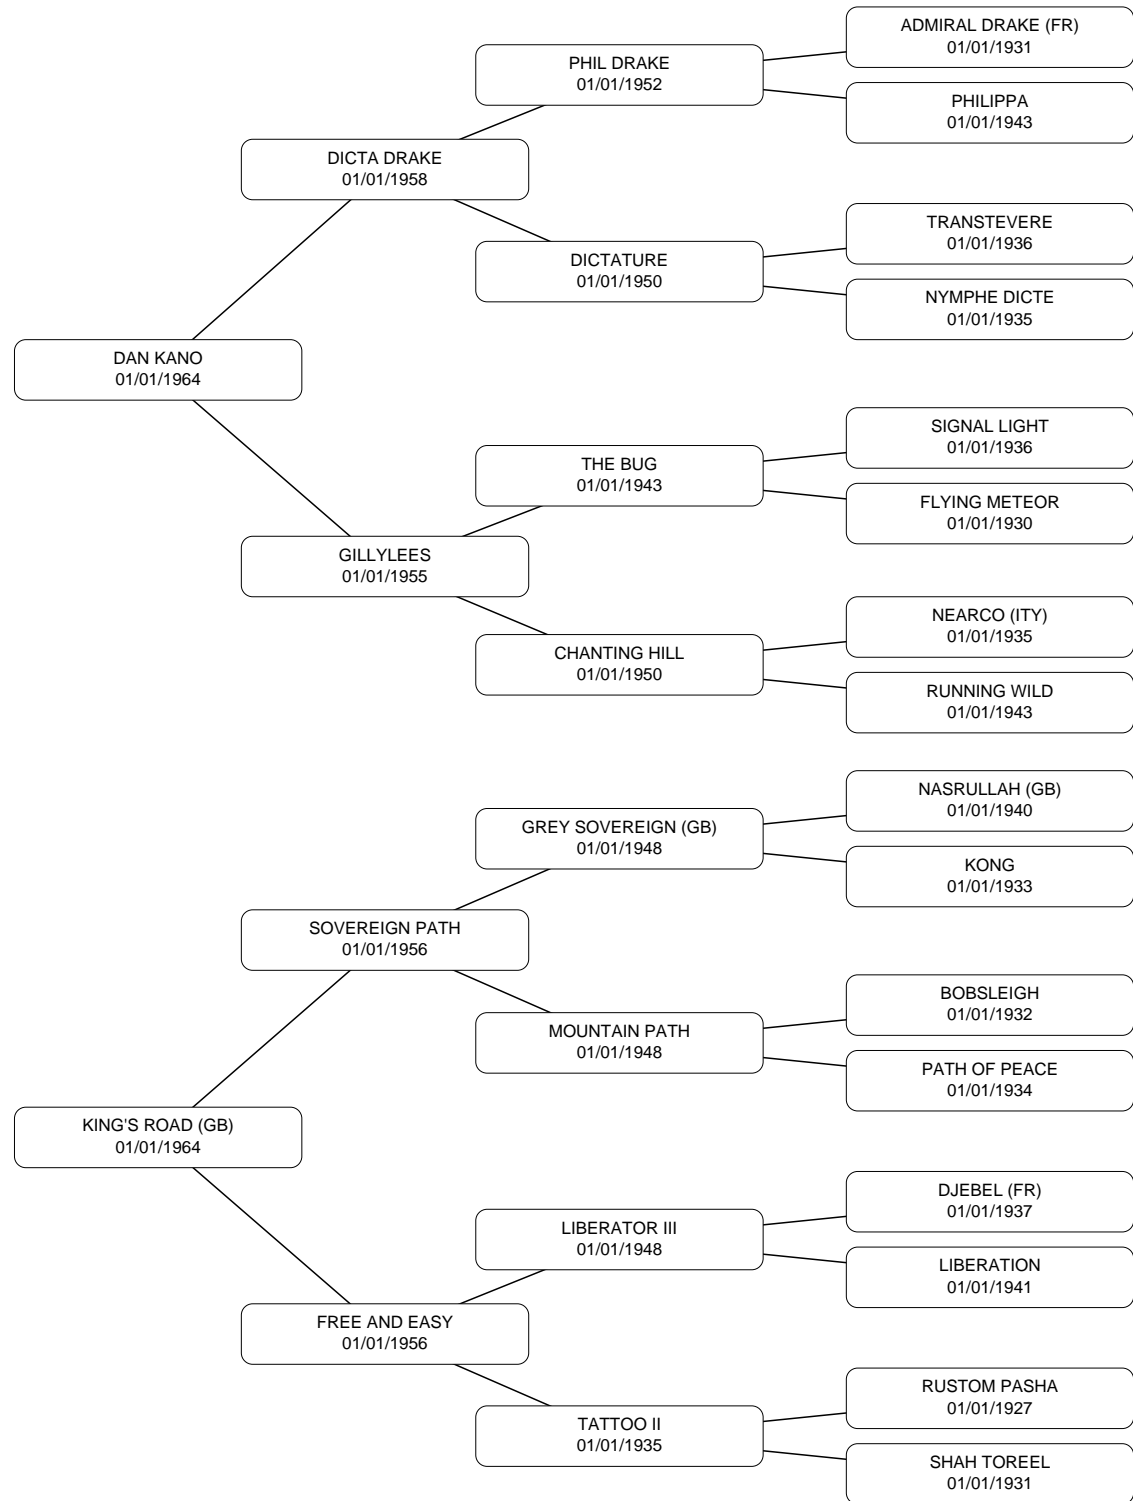 ADMIRAL DRAKE (FR)
01/01/1931
PHIL DRAKE
01/01/1952
PHILIPPA
01/01/1943
DICTA DRAKE
01/01/1958
TRANSTEVERE
01/01/1936
DICTATURE
01/01/1950
NYMPHE DICTE
01/01/1935
DAN KANO
01/01/1964
SIGNAL LIGHT
01/01/1936
THE BUG
01/01/1943
FLYING METEOR
01/01/1930
GILLYLEES
01/01/1955
NEARCO (ITY)
01/01/1935
CHANTING HILL
01/01/1950
RUNNING WILD
01/01/1943
NASRULLAH (GB)
01/01/1940
GREY SOVEREIGN (GB)
01/01/1948
KONG
01/01/1933
SOVEREIGN PATH
01/01/1956
BOBSLEIGH
01/01/1932
MOUNTAIN PATH
01/01/1948
PATH OF PEACE
01/01/1934
KING'S ROAD (GB)
01/01/1964
DJEBEL (FR)
01/01/1937
LIBERATOR III
01/01/1948
LIBERATION
01/01/1941
FREE AND EASY
01/01/1956
RUSTOM PASHA
01/01/1927
TATTOO II
01/01/1935
SHAH TOREEL
01/01/1931